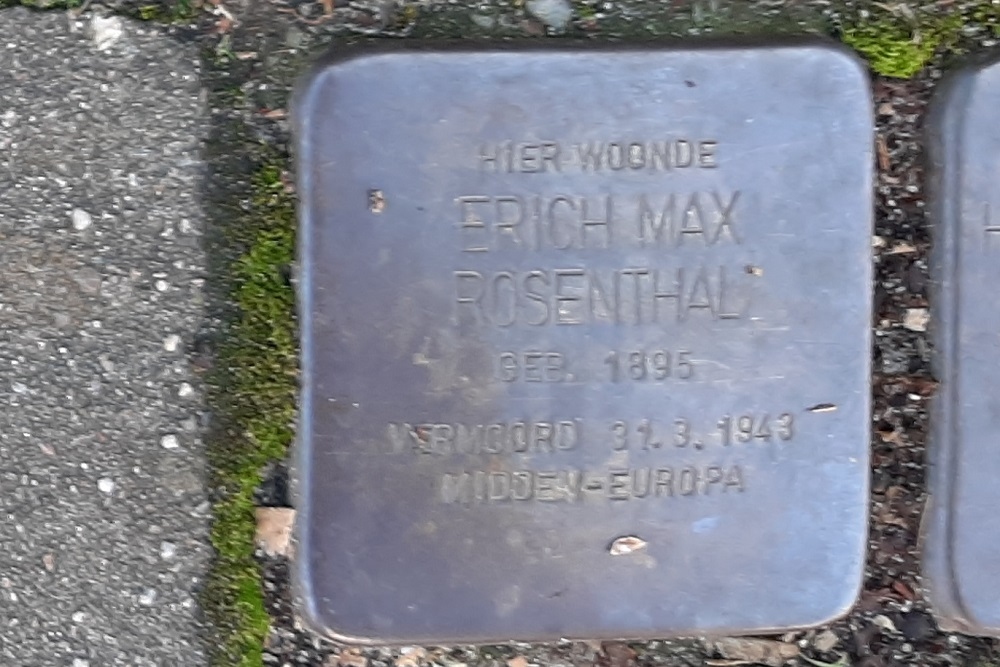 HIER WOONDE
ERICH MAX
ROSENTHAL
GEB. 1895
VERMOORD 31.3.1943
MIDDEN-EUROPA
H